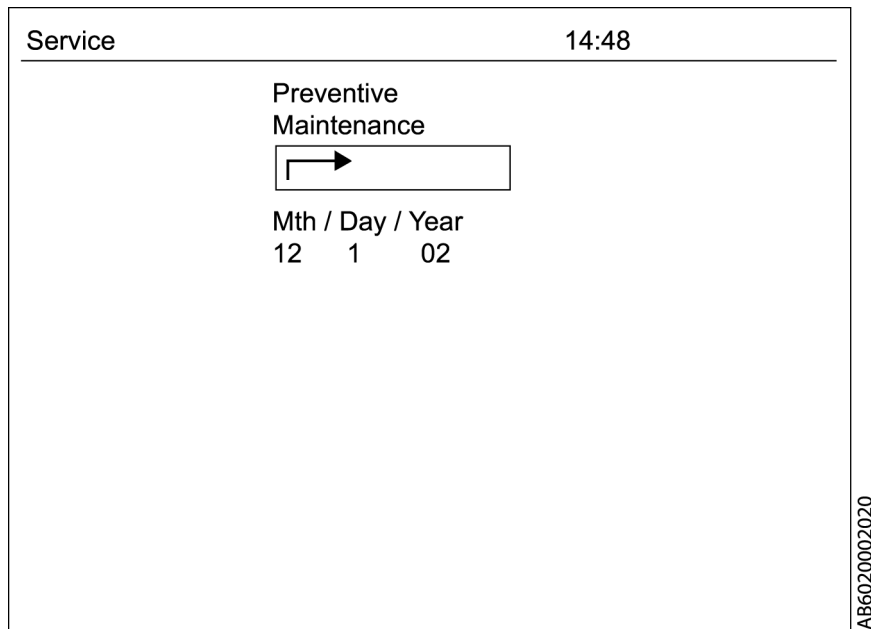 Service 14:48
Preventive
Maintenance
Mth / Day / Year
12 1 02
AB6020002020